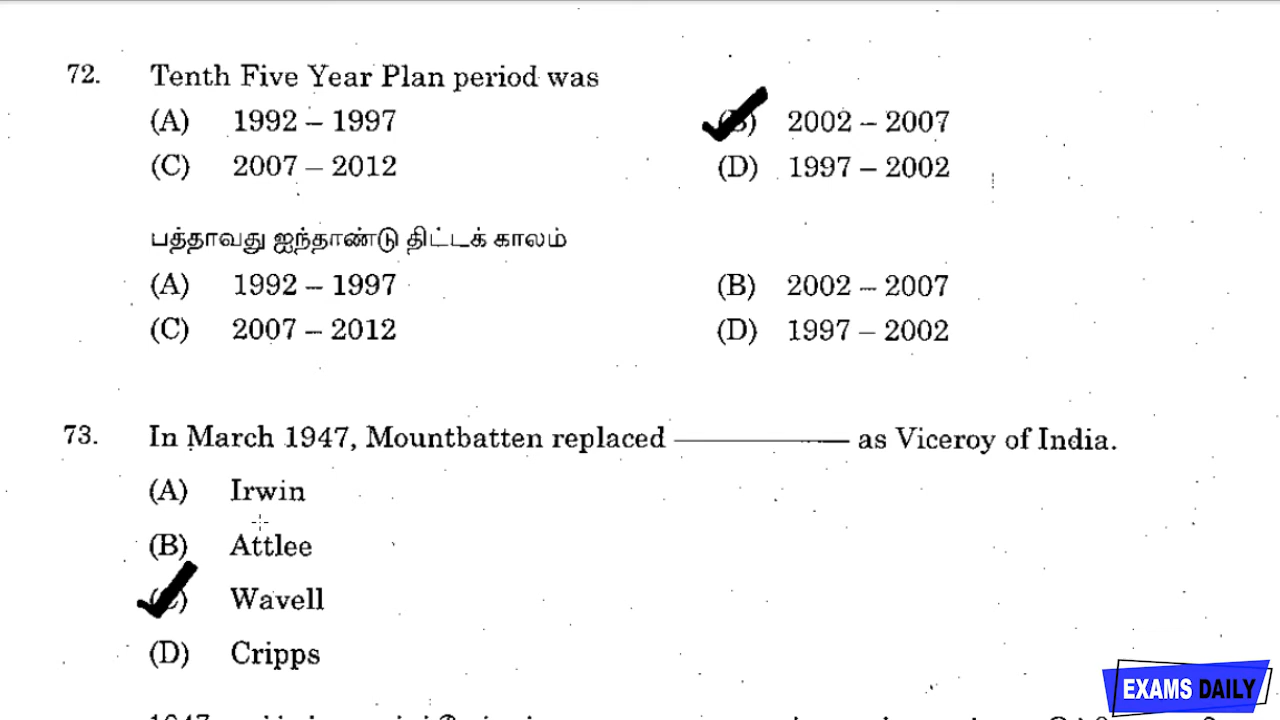 72. Tenth Five Year Plan period was
(A) 1992 – 1997 (B) 2002 – 2007
(C) 2007 – 2012 (D) 1997 – 2002
பத்தாவது ஐந்தாண்டு திட்டக் காலம்
(A) 1992 – 1997 (B) 2002 – 2007
(C) 2007 – 2012 (D) 1997 – 2002
73. In March 1947, Mountbatten replaced ———— as Viceroy of India.
(A) Irwin
(B) Attlee
(C) Wavell
(D) Cripps
1947
EXAMS DAILY